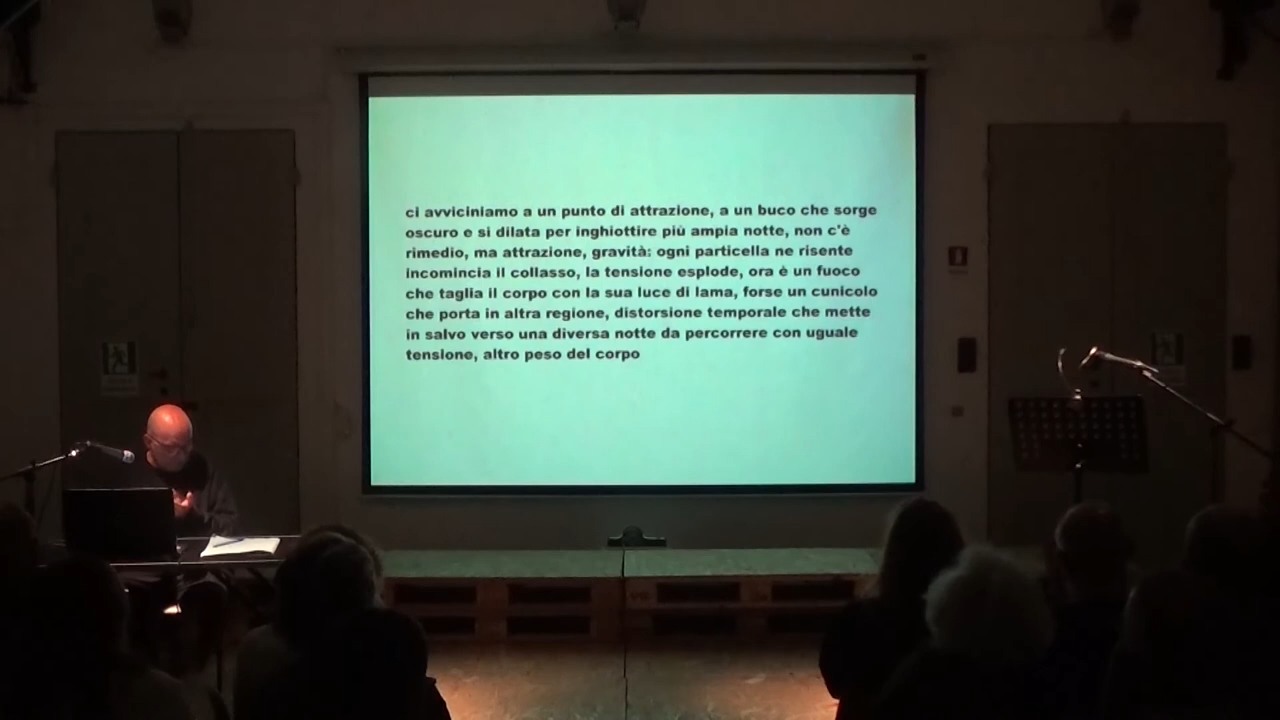 ci avviciniamo a un punto di attrazione, a un buco che sorge
oscuro e si dilata per inghiottire più ampia notte, non c'è
rimedio, ma attrazione, gravità: ogni particella ne risente
incomincia il collasso, la tensione esplode, ora è un fuoco
che taglia il corpo con la sua luce di lama, forse un cunicolo
che porta in altra regione, distorsione temporale che mette
in salvo verso una diversa notte da percorrere con uguale
tensione, altro peso del corpo